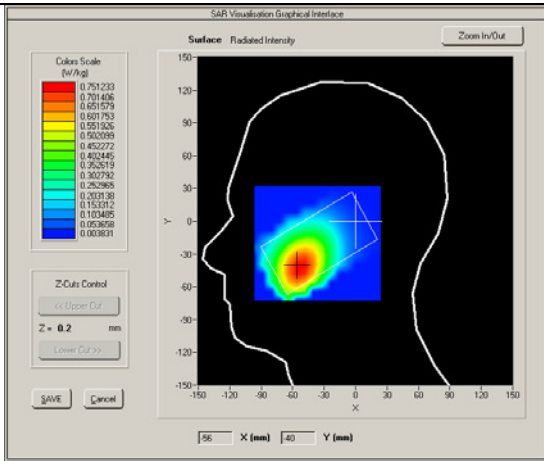 SAR Visualisation Graphical Interface
Surface Radiated Intensity
Zoom In/Out
Colors Scale
(W/kg)
0.751233
0.701406
0.651579
0.601753
0.551926
0.502099
0.452272
0.402445
0.352619
0.302792
0.252965
0.203138
0.153312
0.103485
0.053658
0.003831
Z-Cuts Control
<< Upper Cut
Z = 0.2 mm
Lower Cut >>
SAVE Cancel
150
120
90
60
30
0
-30
-60
-90
-120
-150
Y
-150 -120 -90 -60 -30 0 30 60 90 120 150
X
-56 X (mm) -40 Y (mm)